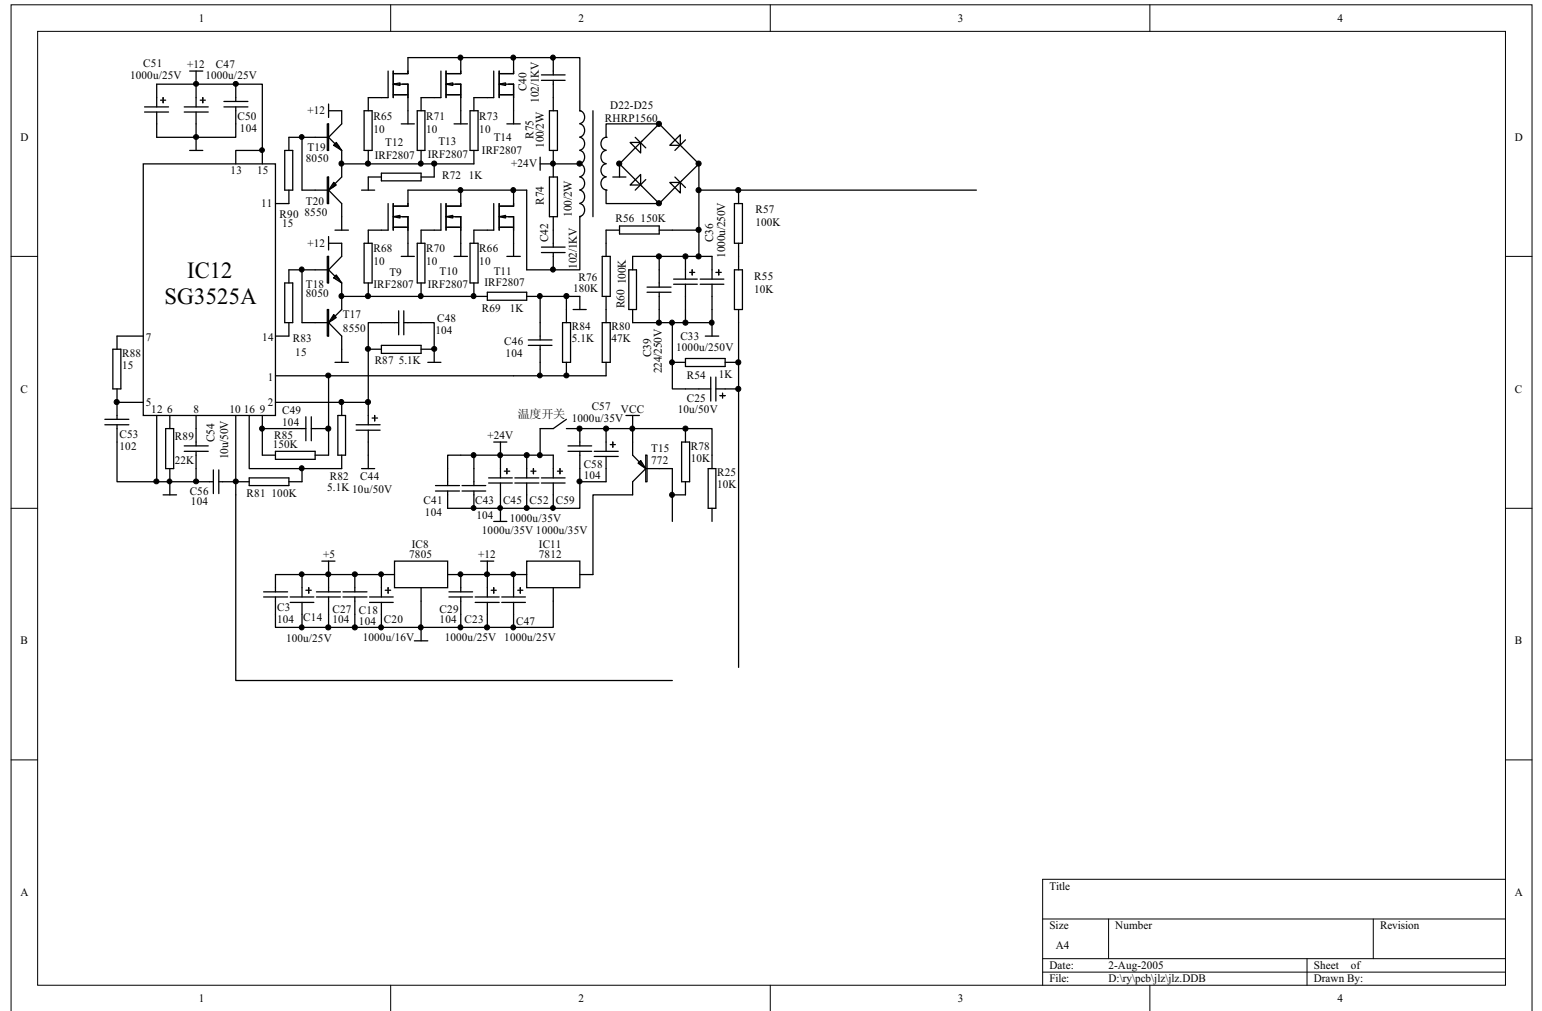 1 2 3 4
D
D
C
C
B
B
A
A
1 2 3 4
C51
1000u/25V
+12
C47
1000u/25V
C50
104
13 15
11
14
7
1
5
2
12 6 8 10 16 9
IC12
SG3525A
+12
T19
8050
T20
8550
R90
15
+12
T18
8050
T17
8550
R83
15
R65
10
R71
10
R73
10
T12
IRF2807
T13
IRF2807
T14
IRF2807
R72 1K
R68
10
R70
10
R66
10
T9
IRF2807
T10
IRF2807
T11
IRF2807
R69 1K
C40
102/1KV
R75
100/2W
+24V
R74
100/2W
C42
102/1KV
D22-D25
RHRP1560
R56 150K
R76
180K
R60 100K
C36
1000u/250V
R57
100K
R55
10K
C48
104
R87 5.1K
C46
104
R84
5.1K
R80
47K
C39
224/250V
C33
1000u/250V
R54 1K
C25
10u/50V
R88
15
C53
102
R89
22K
C54
10u/50V
C56
104
R81 100K
C49
104
R85
150K
R82
5.1K
C44
10u/50V
温度开关
C57
1000u/35V
VCC
+24V
C58
104
T15
772
R78
10K
R25
10K
C41
104
C43
104
C45
C52
C59
1000u/35V
1000u/35V 1000u/35V
IC8
7805
IC11
7812
+5
+12
C3
104
C14
100u/25V
C27
104
C18
104
C20
1000u/16V
C29
104
C23
1000u/25V
C47
1000u/25V
Title
Size
A4
Number
Revision
Date: 2-Aug-2005 Sheet of
File: D:\ry\pcb\jlz\jlz.DDB Drawn By: